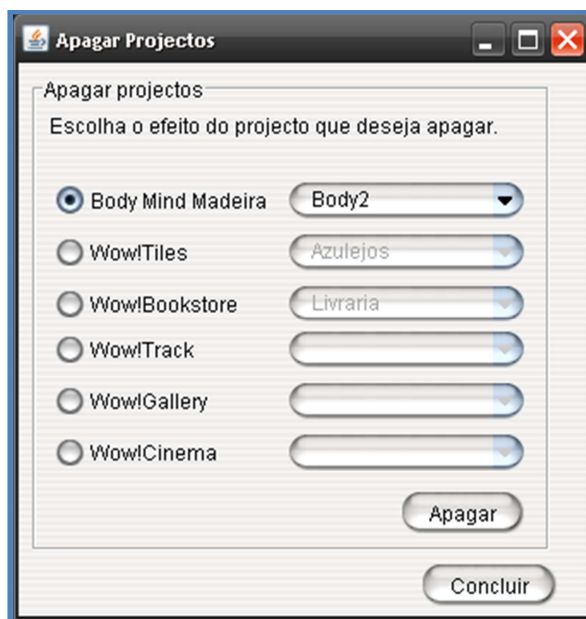 Apagar Projectos
Apagar projectos
Escolha o efeito do projecto que deseja apagar.
Body Mind Madeira Body2
Wow!Tiles Azulejos
Wow!Bookstore Livraria
Wow!Track
Wow!Gallery
Wow!Cinema
Apagar
Concluir